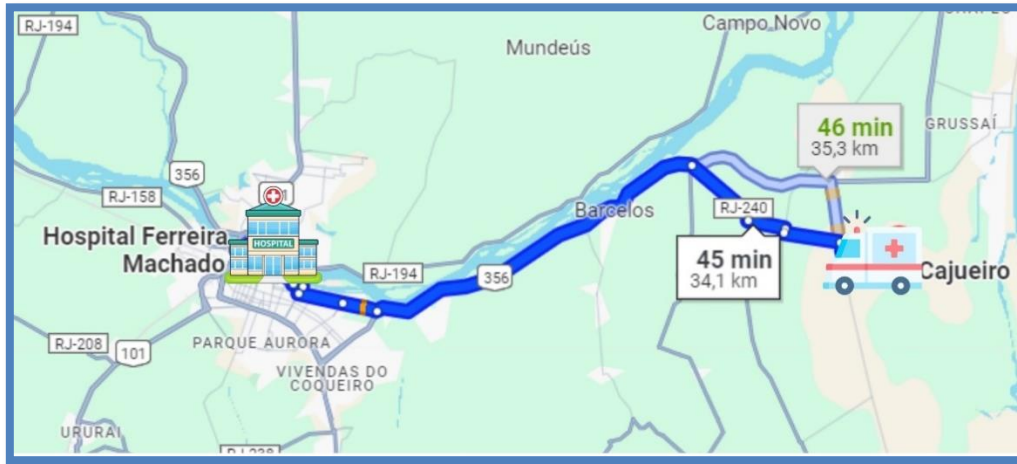 RJ-194
Campo Novo
Mundeús
46 min
35,3 km
GRUSSAÍ
356
RJ-158
Barcelos
RJ-240
Hospital Ferreira
Machado
HOSPITAL
RJ-194
356
45 min
34,1 km
Cajueiro
RJ-208
101
PARQUE AURORA
VIVENDAS DO
COQUEIRO
URURAI